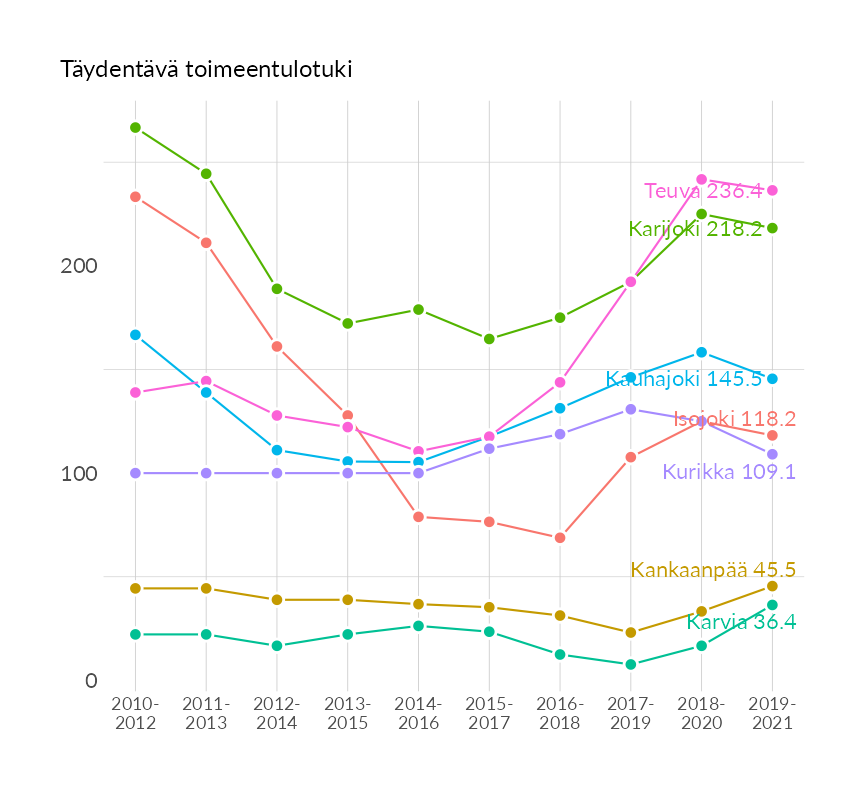 Täydentävä toimeentulotuki
Teuva 236.4
Karijoki 218.2
200
Kauhajoki 145.5
Isojoki 118.2
Kurikka 109.1
100
Kankaanpää 45.5
Karvia 36.4
0
2010- 2011- 2012- 2013- 2014- 2015- 2016- 2017- 2018- 2019-
2012 2013 2014 2015 2016 2017 2018 2019 2020 2021